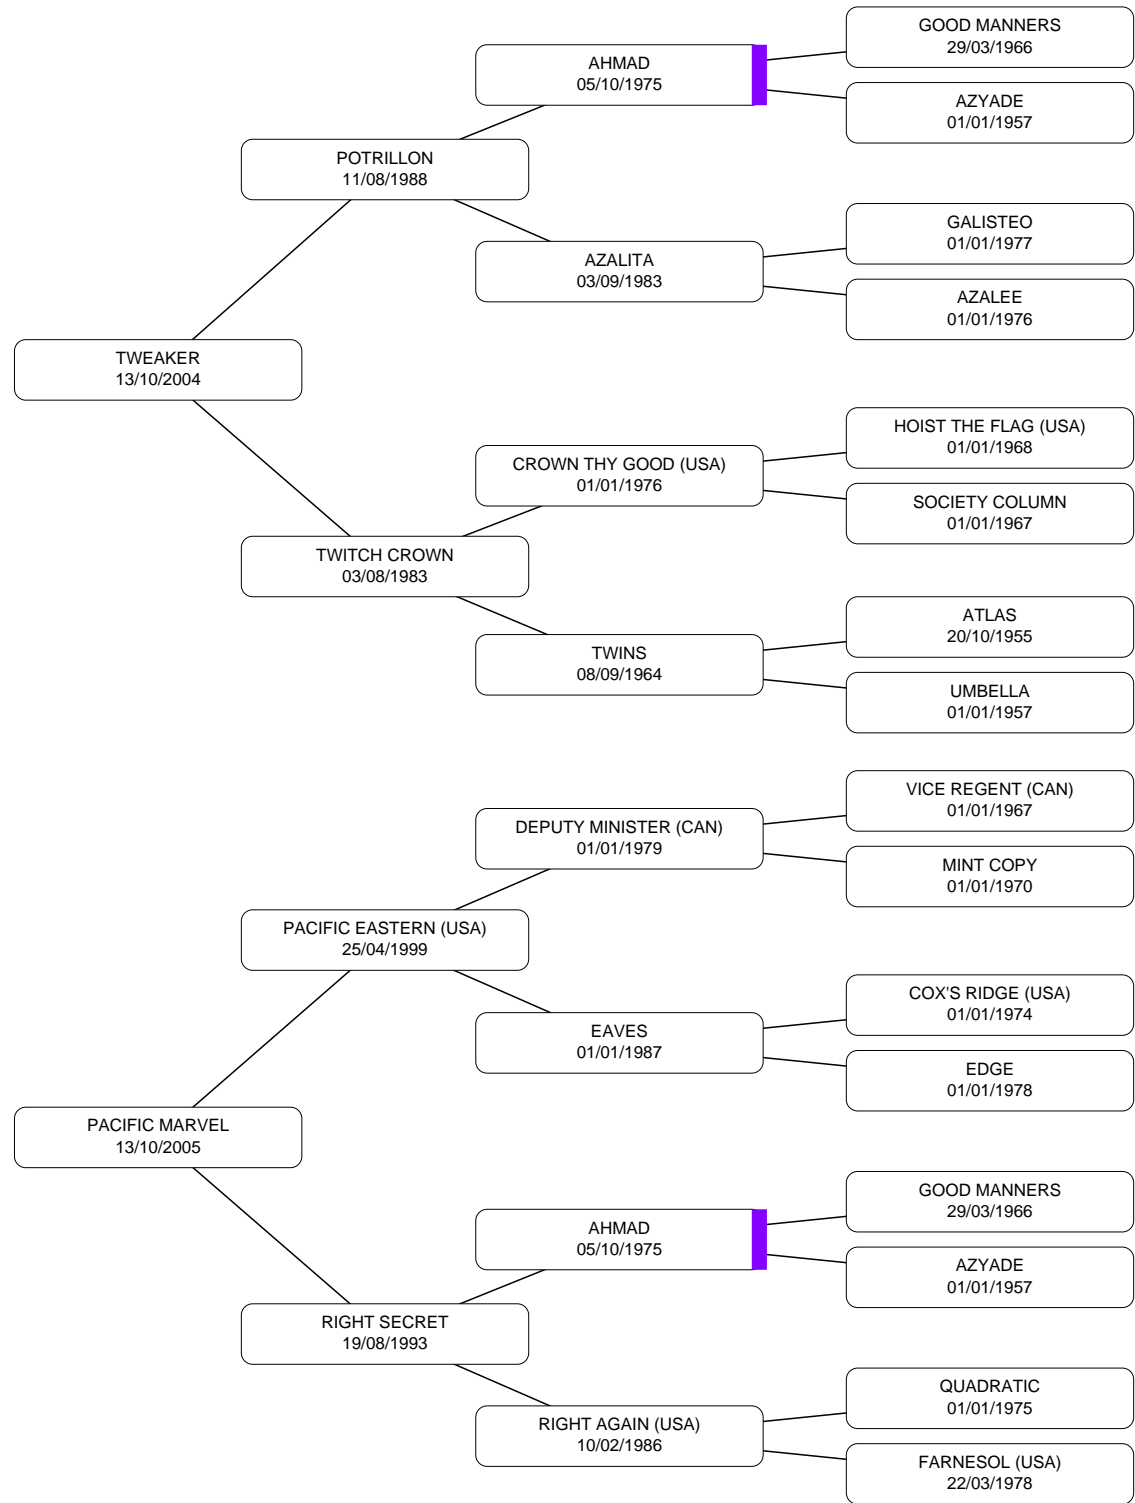 GOOD MANNERS
29/03/1966
AHMAD
05/10/1975
AZYADE
01/01/1957
POTRILLON
11/08/1988
GALISTEO
01/01/1977
AZALITA
03/09/1983
AZALEE
01/01/1976
TWEAKER
13/10/2004
HOIST THE FLAG (USA)
01/01/1968
CROWN THY GOOD (USA)
01/01/1976
SOCIETY COLUMN
01/01/1967
TWITCH CROWN
03/08/1983
ATLAS
20/10/1955
TWINS
08/09/1964
UMBELLA
01/01/1957
VICE REGENT (CAN)
01/01/1967
DEPUTY MINISTER (CAN)
01/01/1979
MINT COPY
01/01/1970
PACIFIC EASTERN (USA)
25/04/1999
COX'S RIDGE (USA)
01/01/1974
EAVES
01/01/1987
EDGE
01/01/1978
PACIFIC MARVEL
13/10/2005
GOOD MANNERS
29/03/1966
AHMAD
05/10/1975
AZYADE
01/01/1957
RIGHT SECRET
19/08/1993
QUADRATIC
01/01/1975
RIGHT AGAIN (USA)
10/02/1986
FARNESOL (USA)
22/03/1978